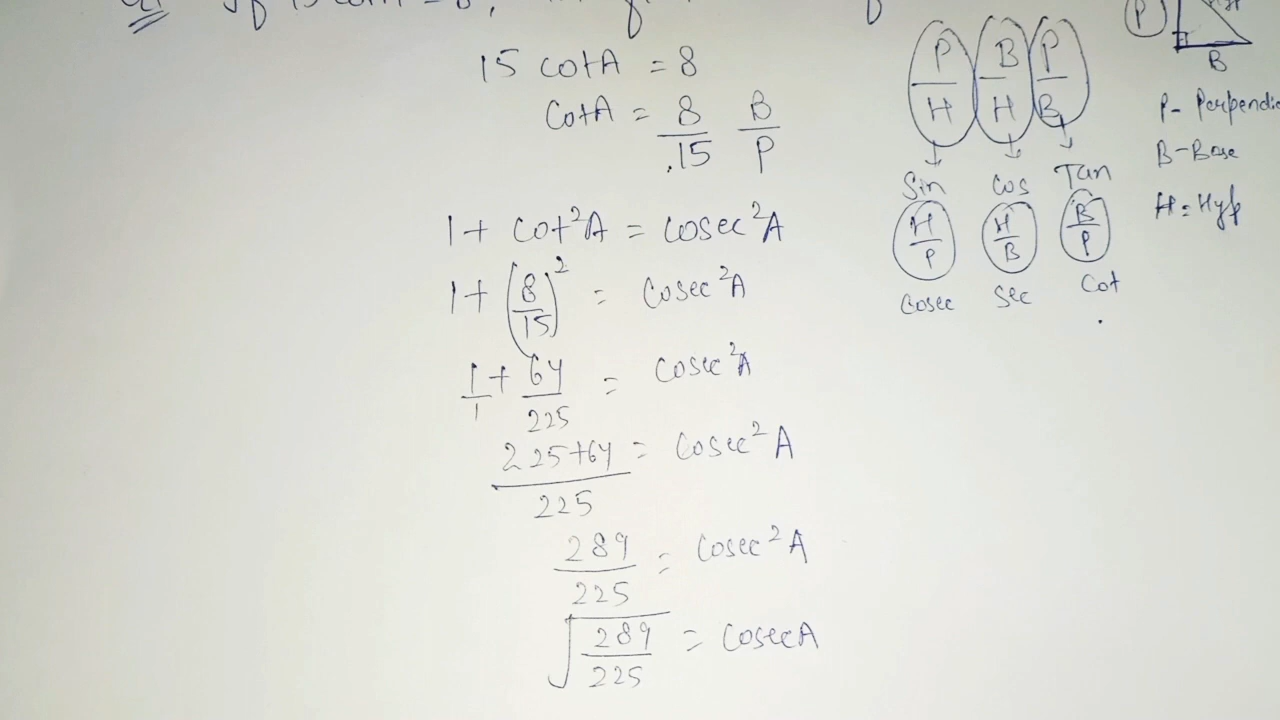 15 cotA = 8
CotA = 8/.15 B/P
1 + cot²A = cosec²A
1 + (8/15)² = Cosec²A
1/1 + 64/225 = cosec²A
225+64/225 = Cosec²A
289/225 = Cosec²A
√289/225 = CosecA
P/H B/H P/B
Sin Cos Tan
H/P H/B B/P
Cosec Sec Cot
P
B
P- Perpendic
B-Base
H = Hyp